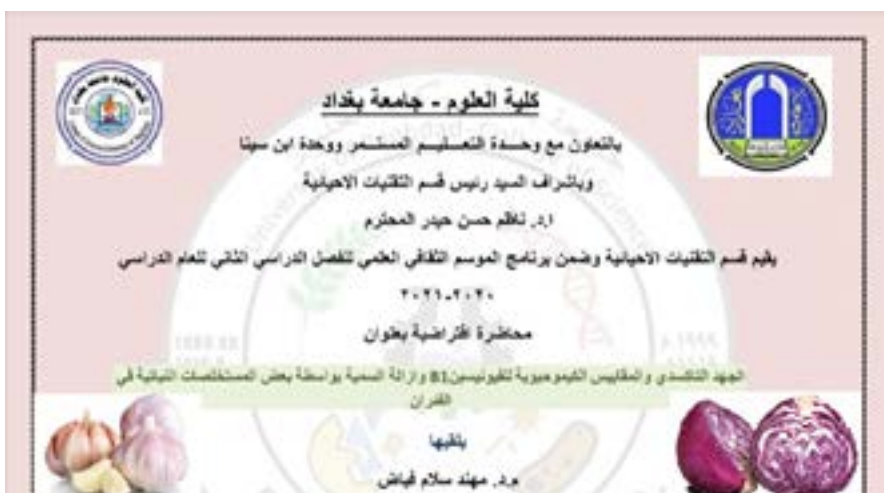 كلية العلوم - جامعة بغداد
بالتعاون مع وحدة التعليم المستمر ووحدة ابن سينا
وباشراف السيد رئيس قسم التقنيات الاحيائية
ا.د. ناظم حسن حيدر المحترم
يقيم قسم التقنيات الاحيائية وضمن برنامج الموسم الثقافي العلمي للفصل الدراسي الثاني للعام الدراسي
٢٠٢٠-٢٠٢١
محاضرة افتراضية بعنوان
الجهد التاكسدي والمقاييس الكيموحيوية للفيونيسين B1 وازالة السمية بواسطة بعض المستخلصات النباتية في
الفئران
يلقيها
م.د. مهند سلام فياض